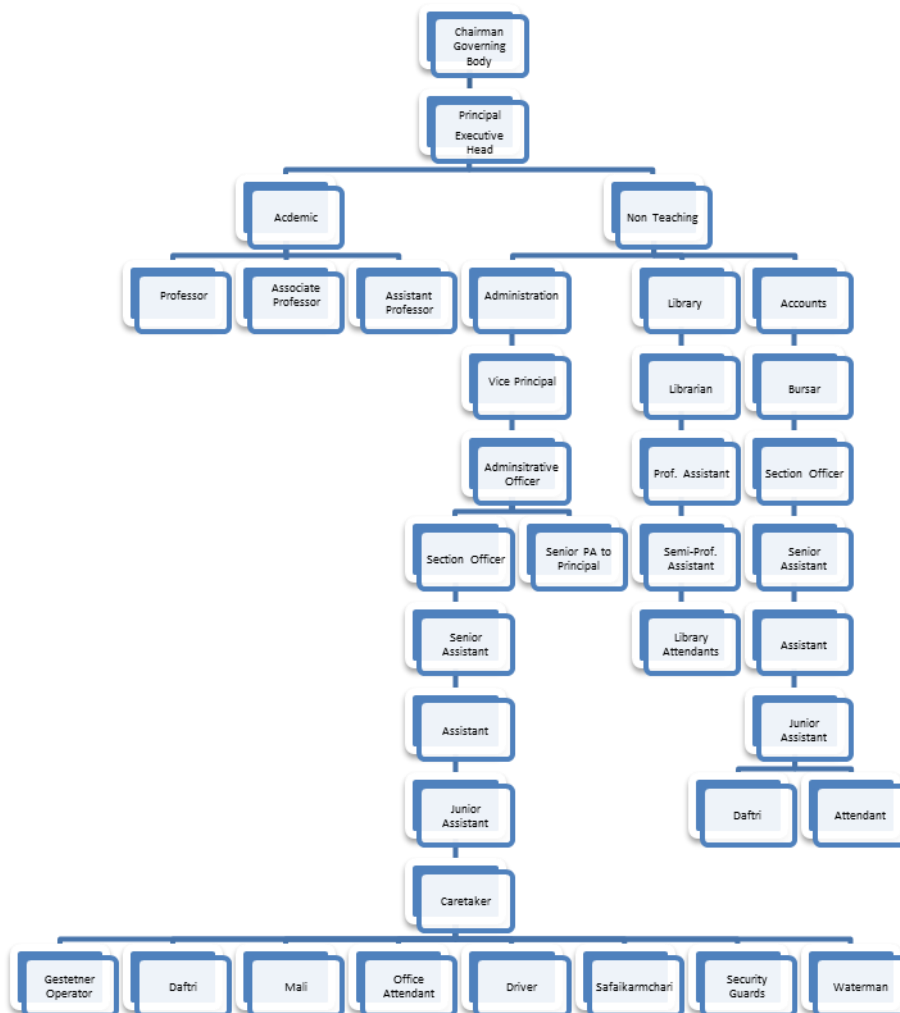 Chairman
Governing
Body
Principal
Executive
Head
Acdemic
Non Teaching
Professor
Associate
Professor
Assistant
Professor
Administration
Library
Accounts
Vice Principal
Librarian
Bursar
Adminsitrative
Officer
Prof. Assistant
Section Officer
Section Officer
Senior PA to
Principal
Semi-Prof.
Assistant
Senior
Assistant
Senior
Assistant
Library
Attendants
Assistant
Assistant
Junior
Assistant
Junior
Assistant
Daftri
Attendant
Caretaker
Gestetner
Operator
Daftri
Mali
Office
Attendant
Driver
Safaikarmchari
Security
Guards
Waterman